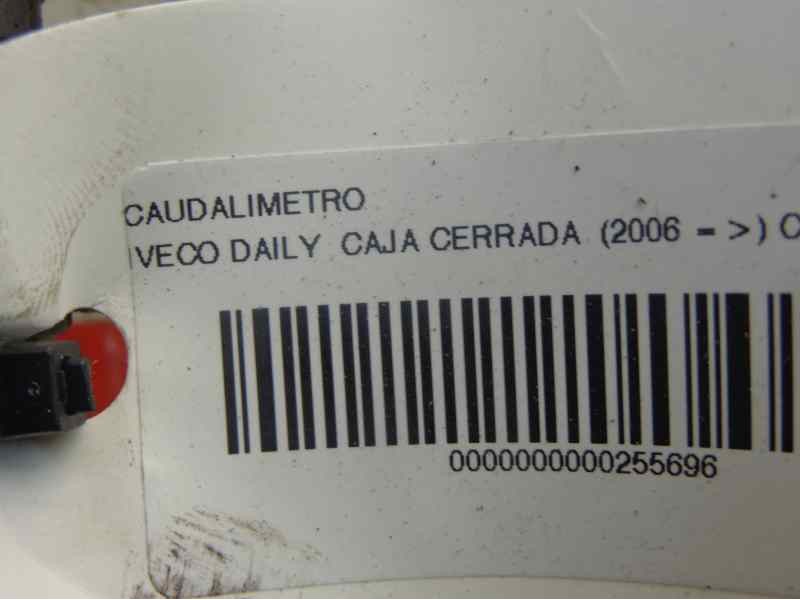 CAUDALIMETRO
IVECO DAILY CAJA CERRADA (2006 = >) C
0000000000255696